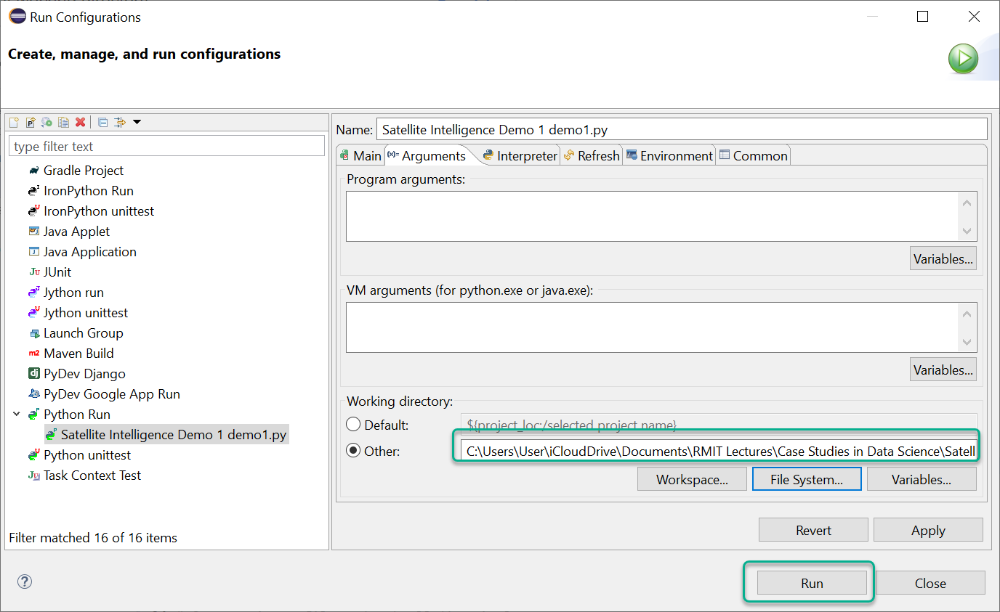 Run Configurations
Create, manage, and run configurations
type filter text
Gradle Project
IronPython Run
IronPython unittest
Java Applet
Java Application
JUnit
Jython run
Jython unittest
Launch Group
Maven Build
PyDev Django
PyDev Google App Run
Python Run
Satellite Intelligence Demo 1 demo1.py
Python unittest
Task Context Test
Filter matched 16 of 16 items
Name: Satellite Intelligence Demo 1 demo1.py
Main Arguments Interpreter Refresh Environment Common
Program arguments:
Variables...
VM arguments (for python.exe or java.exe):
Variables...
Working directory:
Default: ${project_loc:/selected project name}
Other: C:\Users\User\iCloudDrive\Documents\RMIT Lectures\Case Studies in Data Science\Satell
Workspace... File System... Variables...
Revert Apply
Run Close